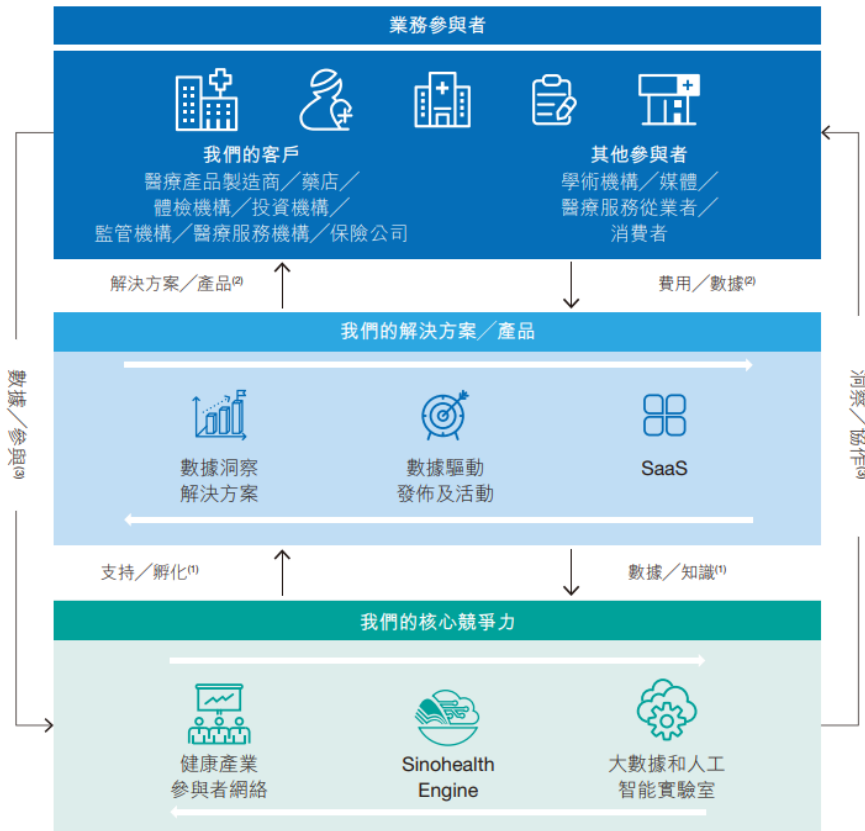 業務參與者
我們的客戶
醫療產品製造商／藥店／
體檢機構／投資機構／
監管機構／醫療服務機構／保險公司
其他參與者
學術機構／媒體／
醫療服務從業者／
消費者
解決方案／產品⁽²⁾
費用／數據⁽²⁾
我們的解決方案／產品
數據洞察
解決方案
數據驅動
發佈及活動
SaaS
數據／參與⁽³⁾
洞察／協作⁽³⁾
支持／孵化⁽¹⁾
數據／知識⁽¹⁾
我們的核心競爭力
健康產業
參與者網絡
Sinohealth
Engine
大數據和人工
智能實驗室